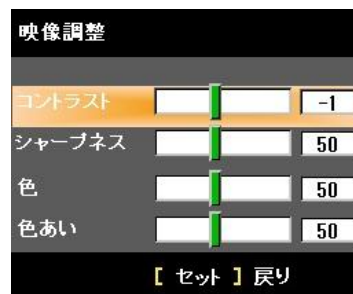 映像調整
コントラスト -1
シャープネス 50
色 50
色あい 50
[ セット ] 戻り